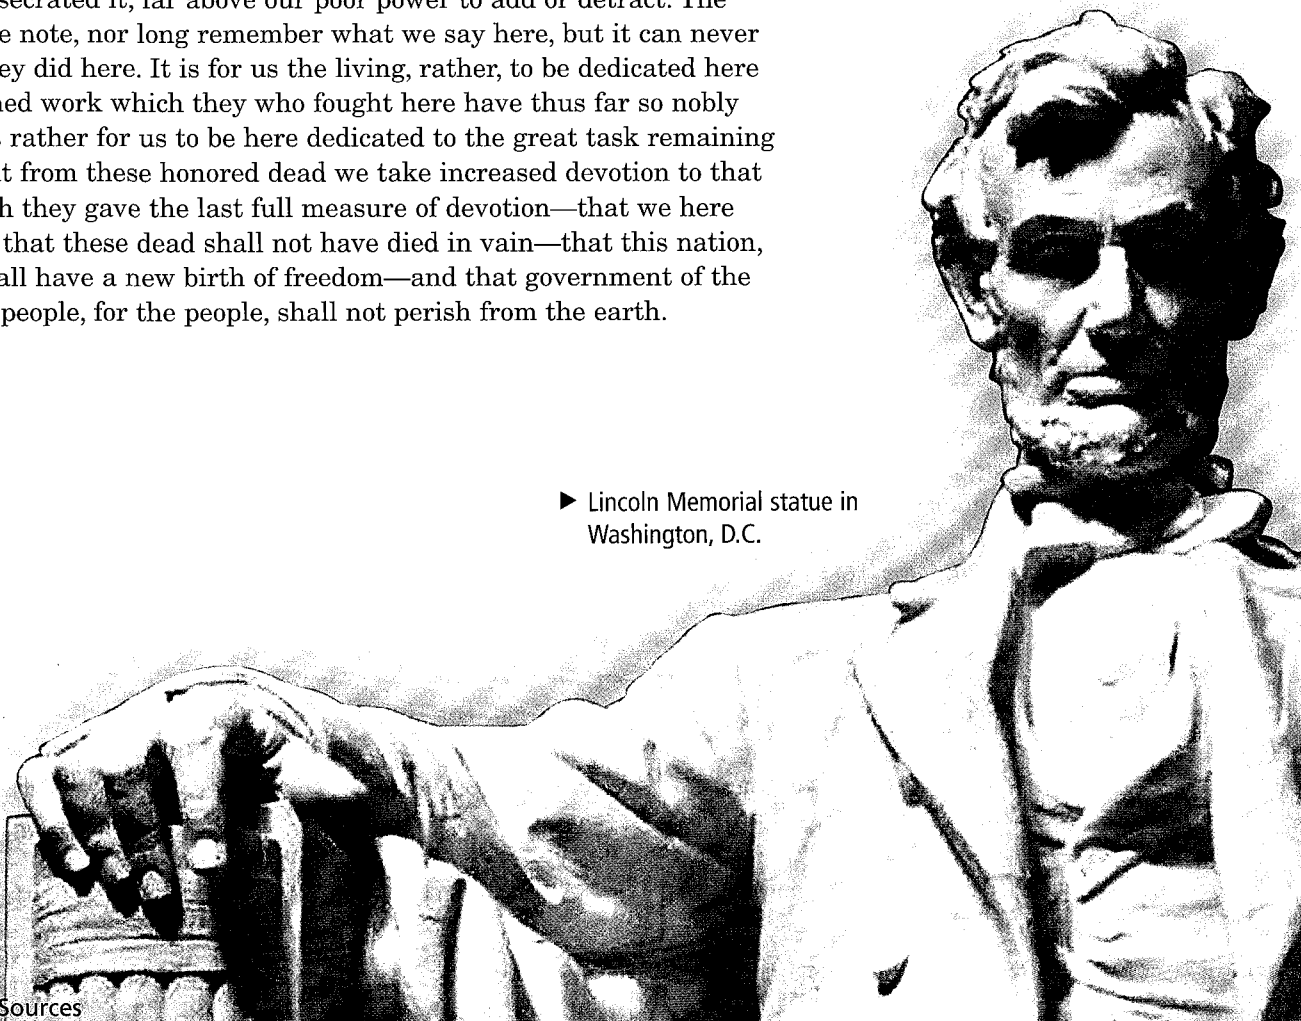 secrated it, far above our poor power to add or detract. The
e note, nor long remember what we say here, but it can never
ey did here. It is for us the living, rather, to be dedicated here
ned work which they who fought here have thus far so nobly
rather for us to be here dedicated to the great task remaining
t from these honored dead we take increased devotion to that
h they gave the last full measure of devotion—that we here
that these dead shall not have died in vain—that this nation,
all have a new birth of freedom—and that government of the
people, for the people, shall not perish from the earth.
▶ Lincoln Memorial statue in
Washington, D.C.
Sources